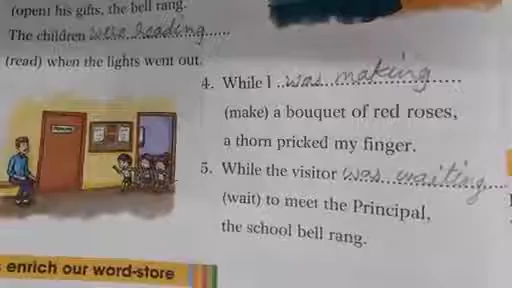 (open) his gifts, the bell rang.
The children were reading......
(read) when the lights went out.
4. While I ..was making......
(make) a bouquet of red roses,
a thorn pricked my finger.
5. While the visitor was waiting....
(wait) to meet the Principal,
the school bell rang.
enrich our word-store